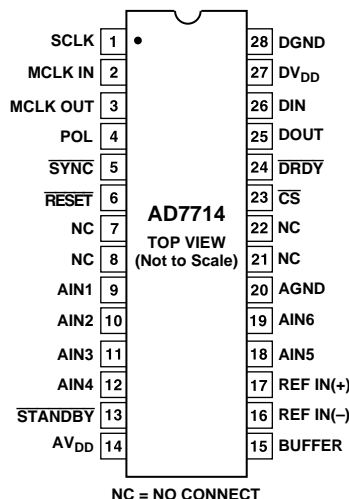 SCLK 1 28 DGND
MCLK IN 2 27 DVDD
MCLK OUT 3 26 DIN
POL 4 25 DOUT
SYNC 5 24 DRDY
RESET 6 23 CS
NC 7 22 NC
NC 8 21 NC
AIN1 9 20 AGND
AIN2 10 19 AIN6
AIN3 11 18 AIN5
AIN4 12 17 REF IN(+)
STANDBY 13 16 REF IN(–)
AVDD 14 15 BUFFER
AD7714
TOP VIEW
(Not to Scale)
NC = NO CONNECT